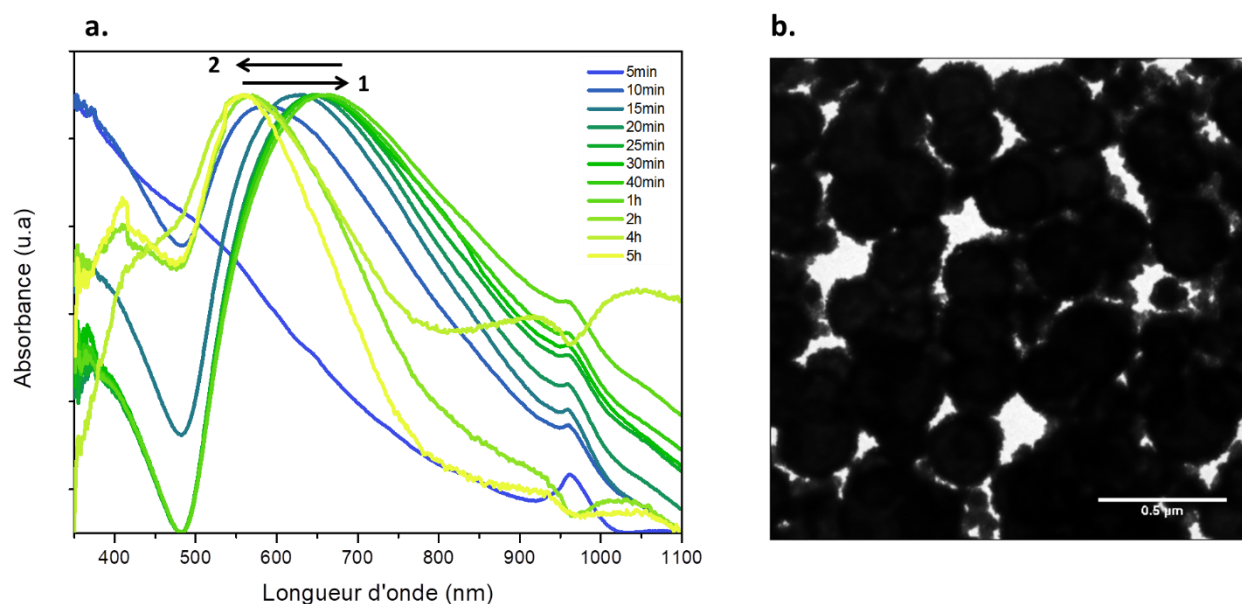 a.
2
1
5min
10min
15min
20min
25min
30min
40min
1h
2h
4h
5h
Absorbance (u.a)
400 500 600 700 800 900 1000 1100
Longueur d'onde (nm)
b.
0.5 µm